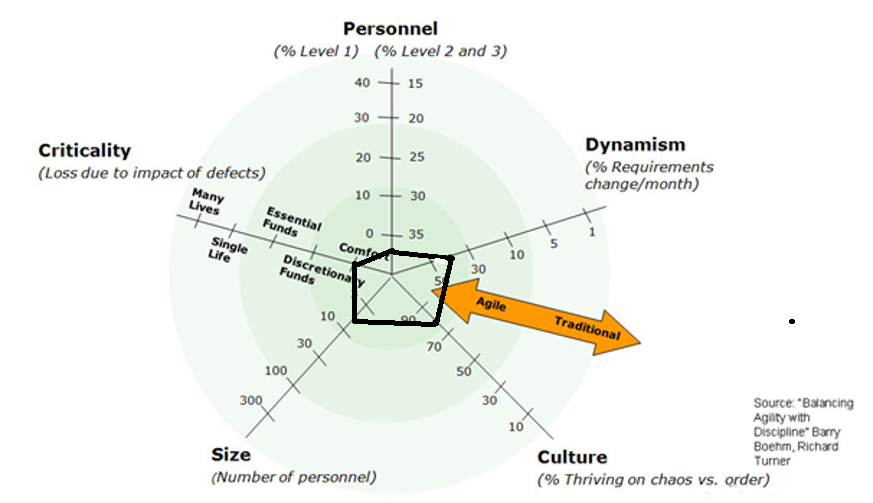 Personnel
(% Level 1) (% Level 2 and 3)
40 15
30 20
20 25
10 30
0 35
Criticality
(Loss due to impact of defects)
Many
Lives
Single
Life
Essential
Funds
Discretionary
Funds
Comfort
Dynamism
(% Requirements
change/month)
1
5
10
30
50
Agile
Traditional
90
70
50
30
10
Culture
(% Thriving on chaos vs. order)
10
30
100
300
Size
(Number of personnel)
Source: "Balancing
Agility with
Discipline" Barry
Boehm, Richard
Turner